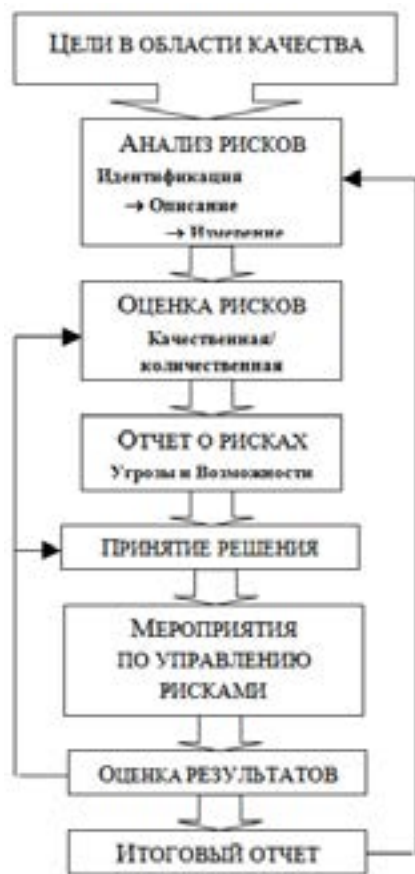 ЦЕЛИ В ОБЛАСТИ КАЧЕСТВА
АНАЛИЗ РИСКОВ
Идентификация
→ Описание
→ Измерение
ОЦЕНКА РИСКОВ
Качественная/
количественная
ОТЧЕТ О РИСКАХ
Угрозы и Возможности
ПРИНЯТИЕ РЕШЕНИЯ
МЕРОПРИЯТИЯ
ПО УПРАВЛЕНИЮ
РИСКАМИ
ОЦЕНКА РЕЗУЛЬТАТОВ
ИТОГОВЫЙ ОТЧЕТ